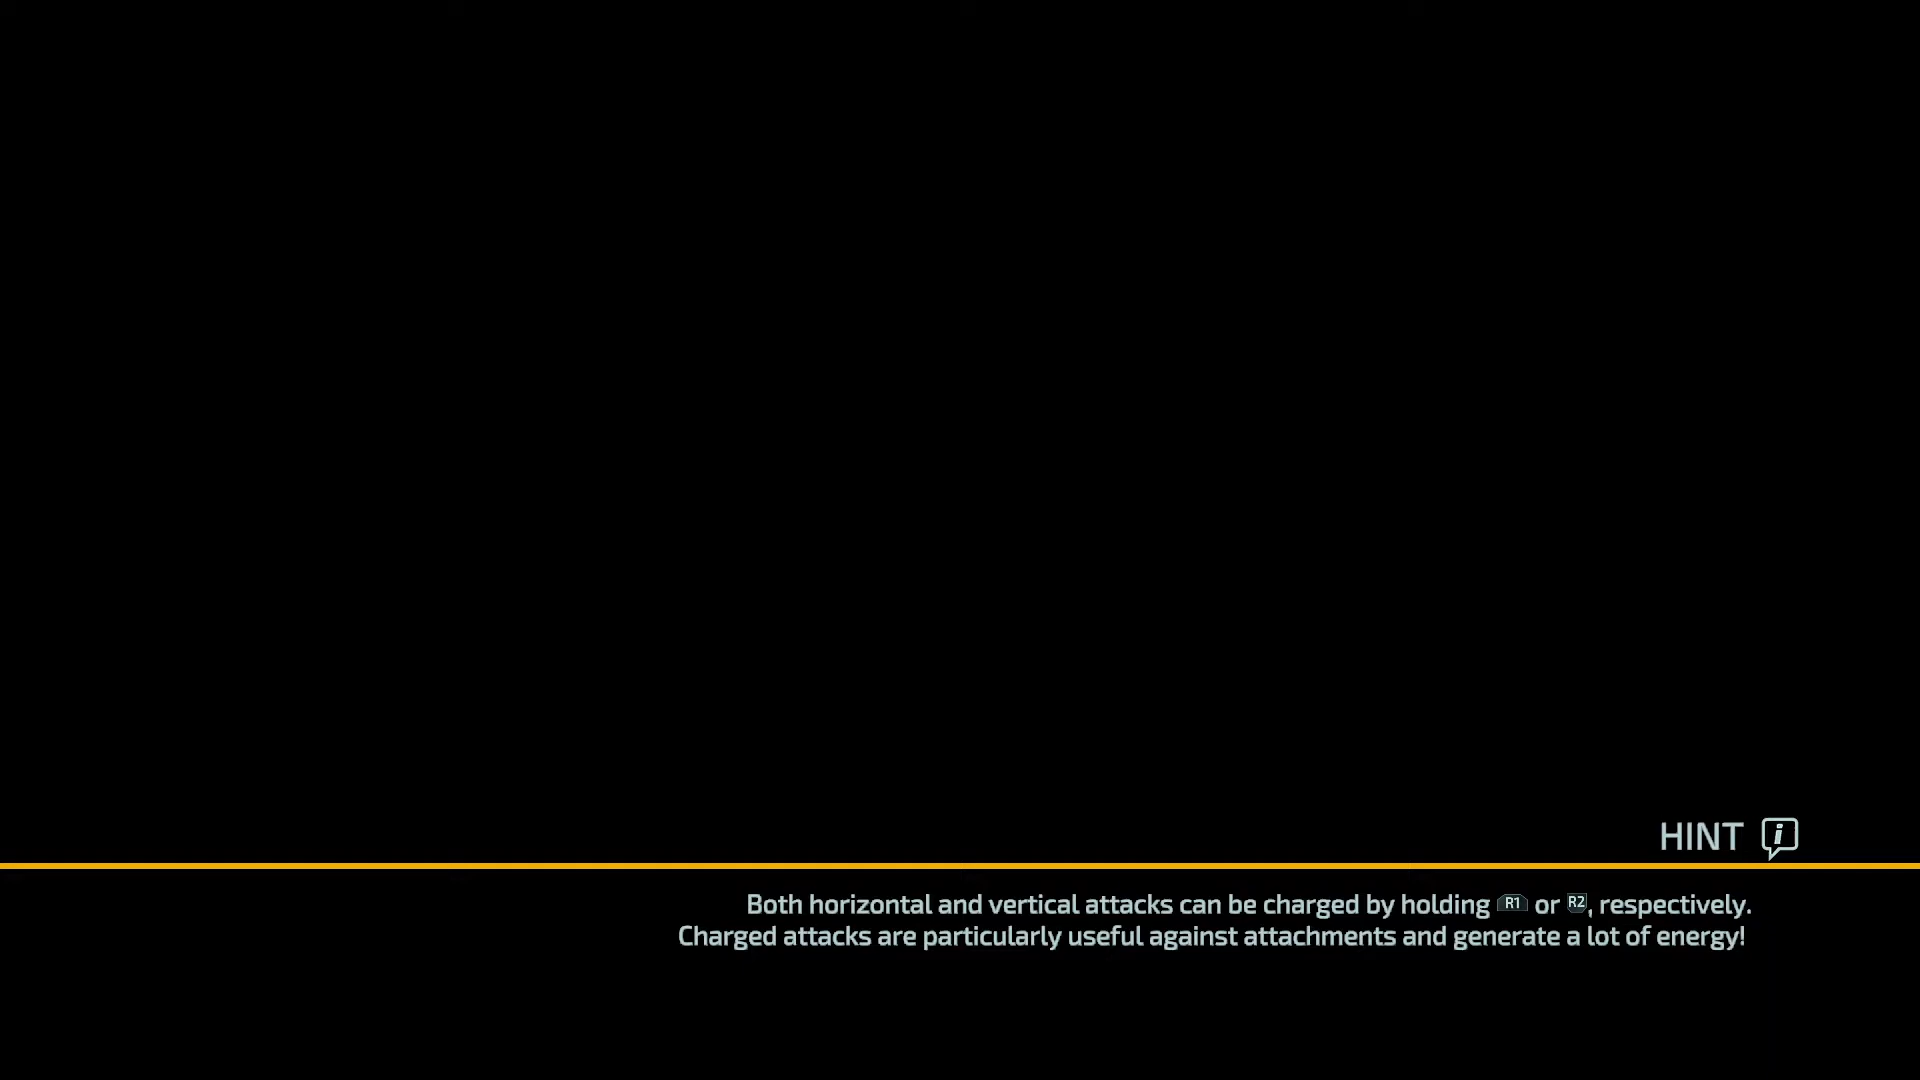 HINT
Both horizontal and vertical attacks can be charged by holding R1 or R2, respectively.
Charged attacks are particularly useful against attachments and generate a lot of energy!